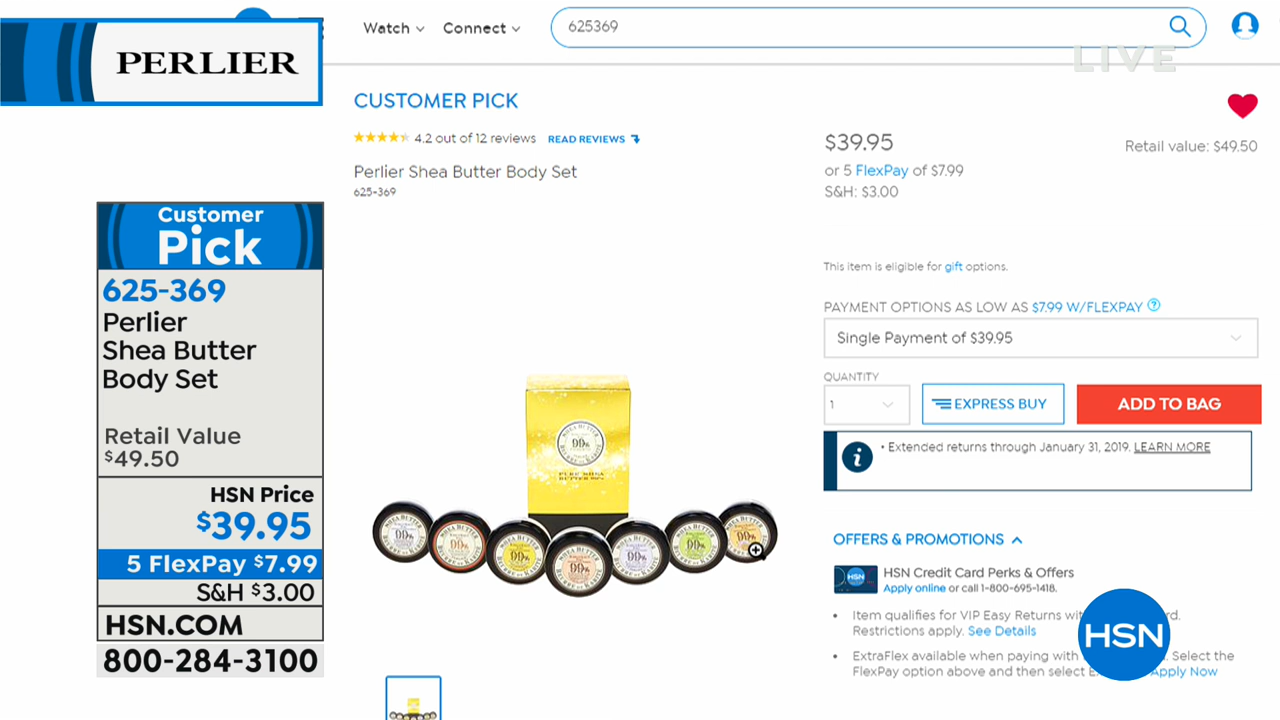 PERLIER
Watch Connect
625369
LIVE
Customer
Pick
625-369
Perlier
Shea Butter
Body Set
Retail Value
$49.50
HSN Price
$39.95
5 FlexPay $7.99
S&H $3.00
HSN.COM
800-284-3100
CUSTOMER PICK
4.2 out of 12 reviews READ REVIEWS
Perlier Shea Butter Body Set
625-369
SHEA BUTTER
99%
$39.95
Retail value: $49.50
or 5 FlexPay of $7.99
S&H: $3.00
This item is eligible for gift options.
PAYMENT OPTIONS AS LOW AS $7.99 W/FLEXPAY ?
Single Payment of $39.95
QUANTITY
1
EXPRESS BUY
ADD TO BAG
• Extended returns through January 31, 2019. LEARN MORE
OFFERS & PROMOTIONS
HSN
HSN Credit Card Perks & Offers
Apply online or call 1-800-695-1418.
• Item qualifies for VIP Easy Returns
Restrictions apply. See Details
• ExtraFlex available when paying with Select the
FlexPay option above and then select Apply Now
HSN